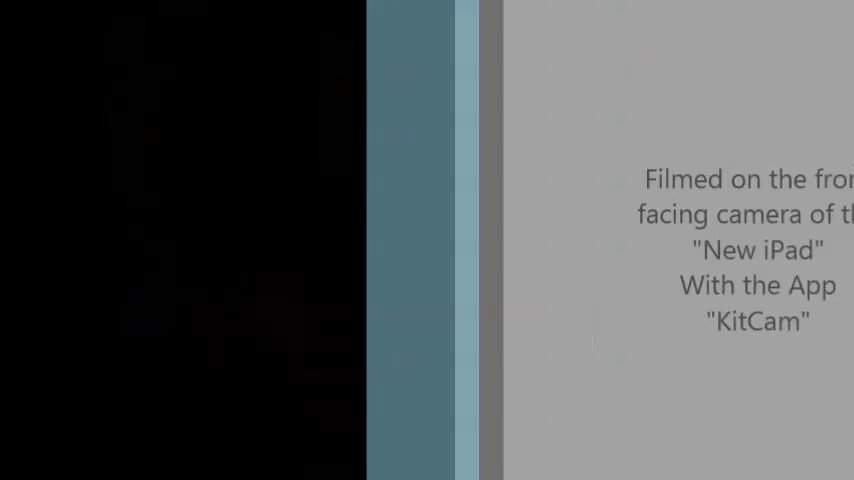 Filmed on the fron
facing camera of th
"New iPad"
With the App
"KitCam"